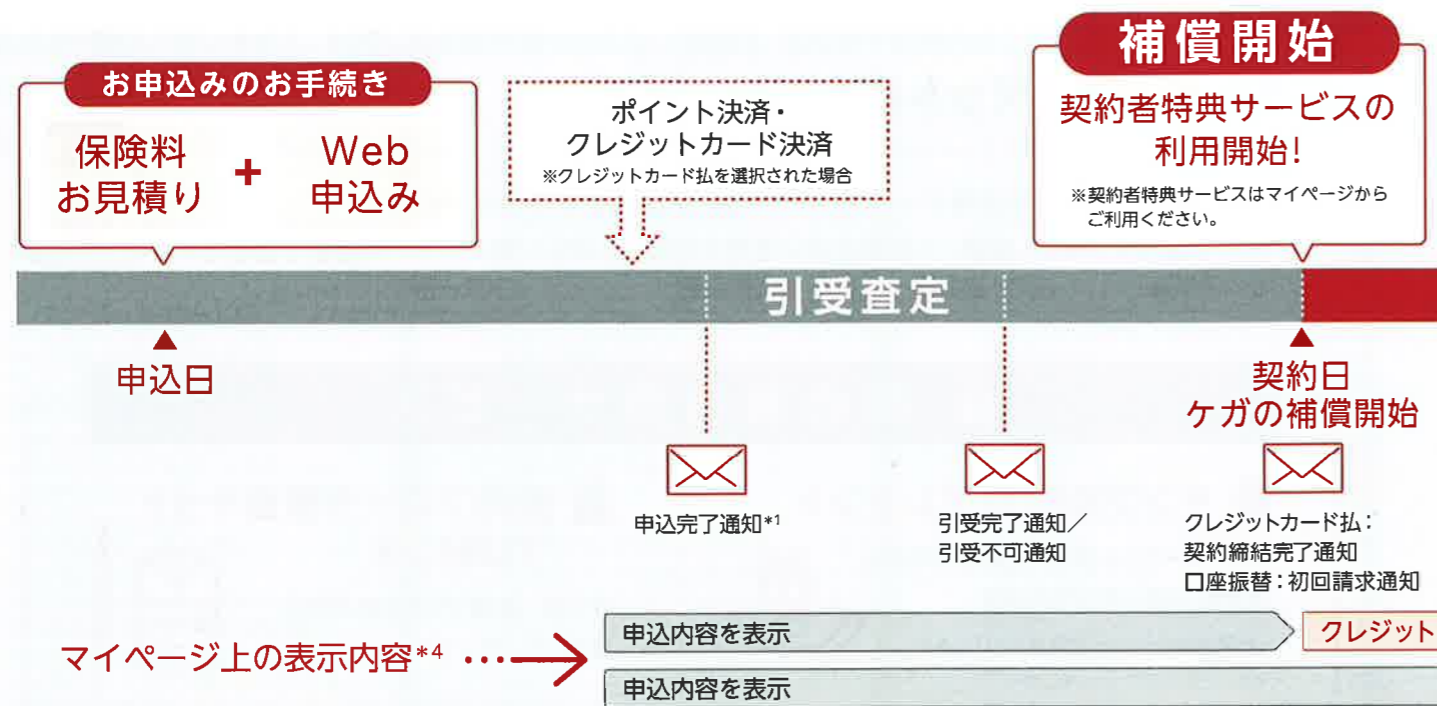 お申込みのお手続き
保険料
お見積り
+
Web
申込み
ポイント決済・
クレジットカード決済
※クレジットカード払を選択された場合
補償開始
契約者特典サービスの
利用開始!
※契約者特典サービスはマイページから
ご利用ください。
引受査定
申込日
契約日
ケガの補償開始
申込完了通知*1
引受完了通知/
引受不可通知
クレジットカード払:
契約締結完了通知
口座振替:初回請求通知
マイページ上の表示内容*4
申込内容を表示
クレジット
申込内容を表示